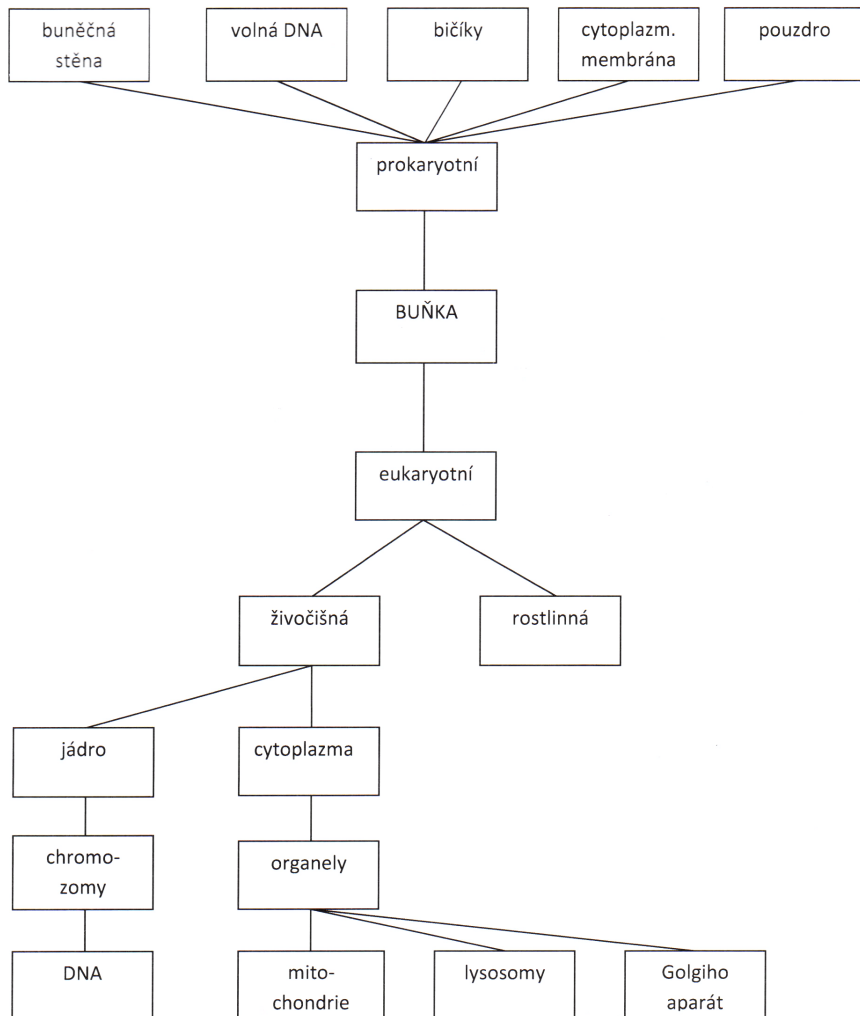 buněčná
stěna
volná DNA
bičíky
cytoplazm.
membrána
pouzdro
prokaryotní
BUŇKA
eukaryotní
živočišná
rostlinná
jádro
cytoplazma
chromo-
zomy
organely
DNA
mito-
chondrie
lysosomy
Golgiho
aparát